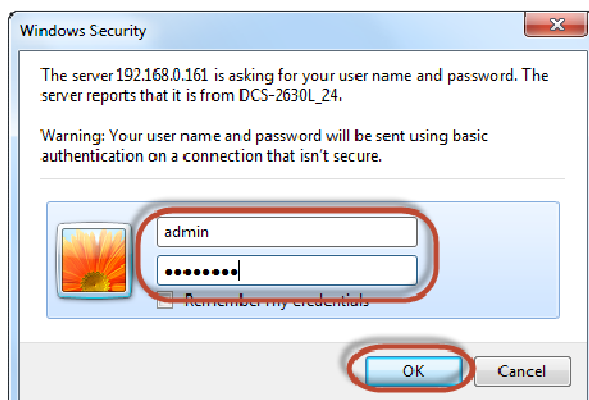 Windows Security
The server 192.168.0.161 is asking for your user name and password. The
server reports that it is from DCS-2630L_24.
Warning: Your user name and password will be sent using basic
authentication on a connection that isn't secure.
admin
••••••••
Remember my credentials
OK
Cancel